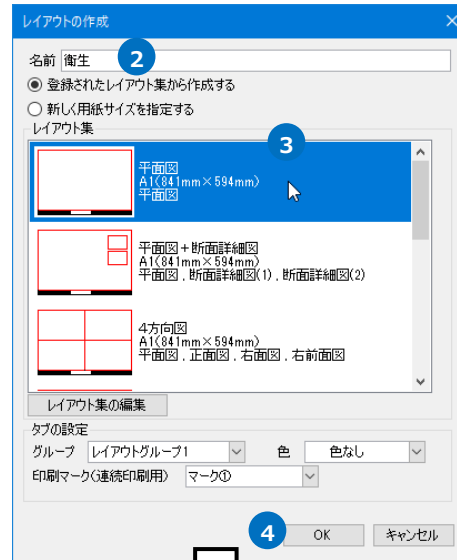 レイアウトの作成
名前 衛生 2
登録されたレイアウト集から作成する
新しく用紙サイズを指定する
レイアウト集
3
平面図
A1(841mm×594mm)
平面図
平面図+断面詳細図
A1(841mm×594mm)
平面図 , 断面詳細図(1) , 断面詳細図(2)
4方向図
A1(841mm×594mm)
平面図 , 正面図 , 右面図 , 右前面図
レイアウト集の編集
タブの設定
グループ レイアウトグループ1 色 色なし
印刷マーク(連続印刷用) マーク①
4 OK キャンセル